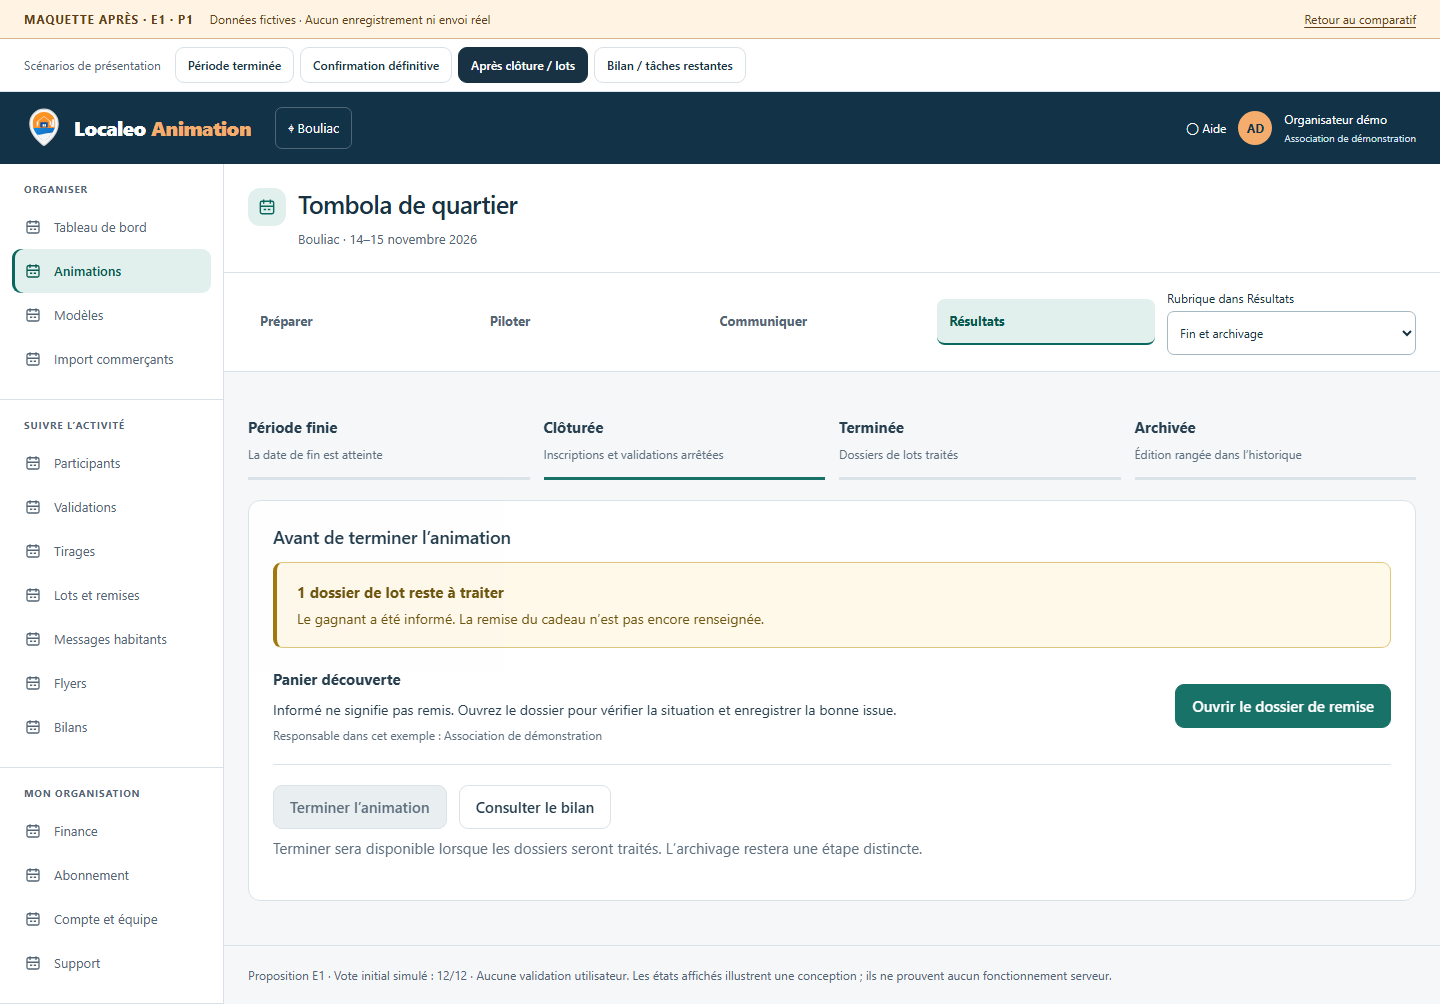 MAQUETTE APRÈS · E1 · P1 Données fictives · Aucun enregistrement ni envoi réel Retour au comparatif
Scénarios de présentation Période terminée Confirmation définitive Après clôture / lots Bilan / tâches restantes
Localeo Animation Bouliac Aide AD Organisateur démo
Association de démonstration
ORGANISER
Tableau de bord
Animations
Modèles
Import commerçants
SUIVRE L’ACTIVITÉ
Participants
Validations
Tirages
Lots et remises
Messages habitants
Flyers
Bilans
MON ORGANISATION
Finance
Abonnement
Compte et équipe
Support
Tombola de quartier
Bouliac · 14–15 novembre 2026
Préparer Piloter Communiquer Résultats
Rubrique dans Résultats
Fin et archivage
Période finie
La date de fin est atteinte
Clôturée
Inscriptions et validations arrêtées
Terminée
Dossiers de lots traités
Archivée
Édition rangée dans l’historique
Avant de terminer l’animation
1 dossier de lot reste à traiter
Le gagnant a été informé. La remise du cadeau n’est pas encore renseignée.
Panier découverte
Informé ne signifie pas remis. Ouvrez le dossier pour vérifier la situation et enregistrer la bonne issue.
Responsable dans cet exemple : Association de démonstration
Ouvrir le dossier de remise
Terminer l’animation Consulter le bilan
Terminer sera disponible lorsque les dossiers seront traités. L’archivage restera une étape distincte.
Proposition E1 · Vote initial simulé : 12/12 · Aucune validation utilisateur. Les états affichés illustrent une conception ; ils ne prouvent aucun fonctionnement serveur.